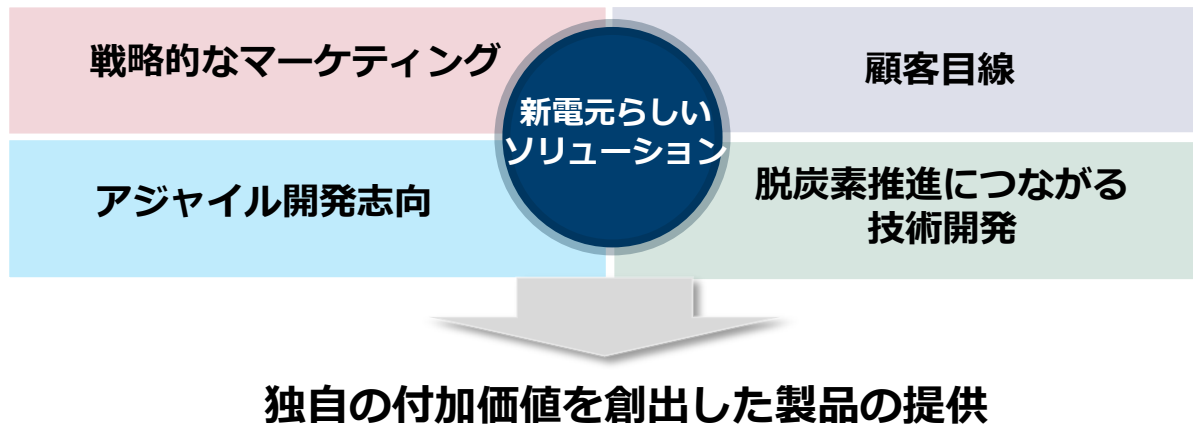 戦略的なマーケティング
顧客目線
新電元らしい
ソリューション
アジャイル開発志向
脱炭素推進につながる
技術開発
独自の付加価値を創出した製品の提供